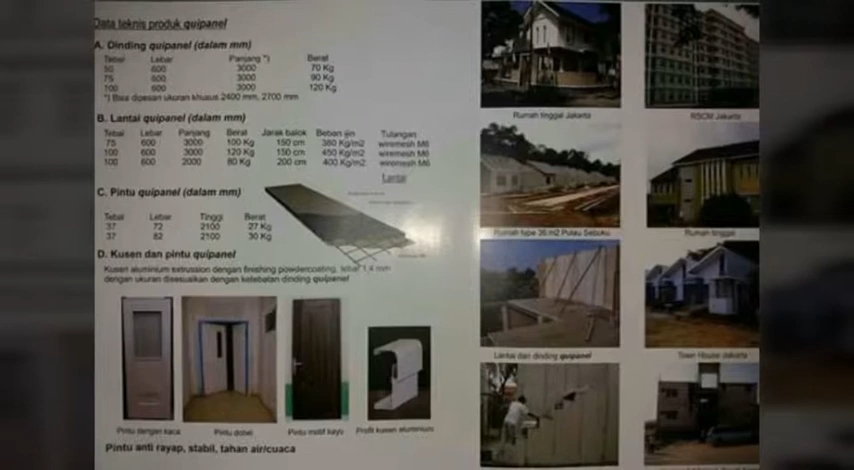 Data teknis produk quipanel
A. Dinding quipanel (dalam mm)
Tebal Lebar Panjang *) Berat
50 600 3000 70 Kg
75 600 3000 90 Kg
100 600 3000 120 Kg
*) Bisa dipesan ukuran khusus 2400 mm, 2700 mm
B. Lantai quipanel (dalam mm)
Tebal Lebar Panjang Berat Jarak balok Beban ijin Tulangan
75 600 3000 100 Kg 150 cm 380 Kg/m2 wiremesh M6
100 600 3000 120 Kg 150 cm 450 Kg/m2 wiremesh M6
100 600 2000 80 Kg 200 cm 400 Kg/m2 wiremesh M6
Lantai
C. Pintu quipanel (dalam mm)
Tebal Lebar Tinggi Berat
37 72 2100 27 Kg
37 82 2100 30 Kg
D. Kusen dan pintu quipanel
Kusen aluminium extrussion dengan finishing powdercoating, tebal 1,4 mm
dengan ukuran disesuaikan dengan ketebatan dinding quipanel
Pintu dengan kaca
Pintu dobel
Pintu motif kayu
Profil kusen aluminium
Pintu anti rayap, stabil, tahan air/cuaca
Rumah tinggal Jakarta
RSCM Jakarta
Rumah type 36 m2 Pulau Sebuku
Rumah tinggal
Lantai dan dinding quipanel
Town House Jakarta